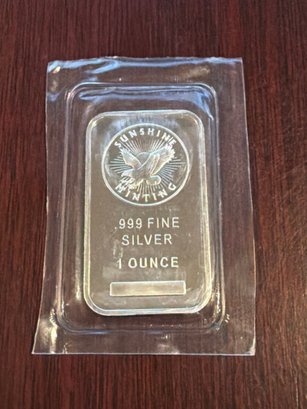 SUNSHINE
MINTING
.999 FINE
SILVER
1 OUNCE